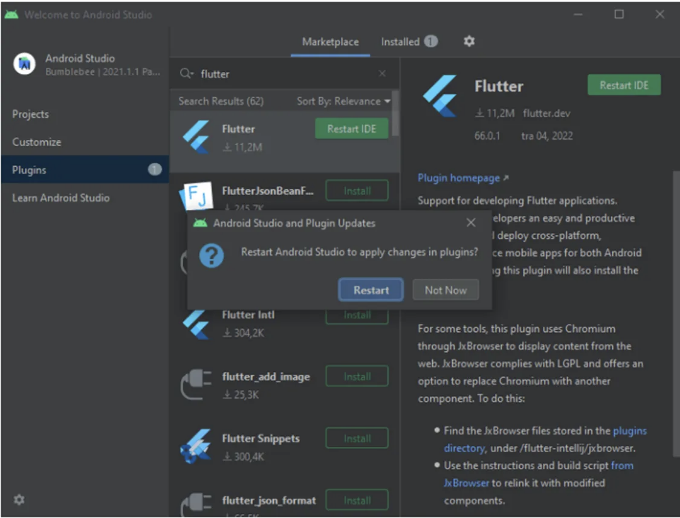 Welcome to Android Studio
Android Studio
Bumblebee | 2021.1.1 Pa...
Projects
Customize
Plugins 1
Learn Android Studio
Marketplace Installed 1
flutter
Search Results (62) Sort By: Relevance
Flutter
11,2M
Restart IDE
FJ
FlutterJsonBeanF...
245,7K
Install
Flutter Intl
304,2K
Install
flutter_add_image
25,3K
Install
Flutter Snippets
300,4K
Install
flutter_json_format
Install
Android Studio and Plugin Updates
Restart Android Studio to apply changes in plugins?
Restart Not Now
Flutter
Restart IDE
11,2M flutter.dev
66.0.1 tra 04, 2022
Plugin homepage
Support for developing Flutter applications.
elopers an easy and productive
d deploy cross-platform,
ce mobile apps for both Android
ng this plugin will also install the
For some tools, this plugin uses Chromium
through JxBrowser to display content from the
web. JxBrowser complies with LGPL and offers an
option to replace Chromium with another
component. To do this:
Find the JxBrowser files stored in the plugins
directory, under /flutter-intellij/jxbrowser.
Use the instructions and build script from
JxBrowser to relink it with modified
components.